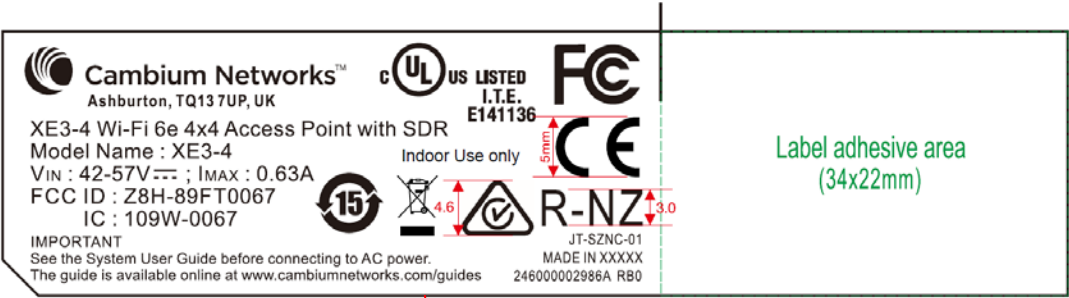 Cambium Networks™
Ashburton, TQ13 7UP, UK
C UL US LISTED
I.T.E.
E141136
FC
XE3-4 Wi-Fi 6e 4x4 Access Point with SDR
Model Name : XE3-4
VIN : 42-57V⎓ ; IMAX : 0.63A
FCC ID : Z8H-89FT0067
IC : 109W-0067
Indoor Use only
5mm
CE
15
4.6
R-NZ
3.0
IMPORTANT
See the System User Guide before connecting to AC power.
The guide is available online at www.cambiumnetworks.com/guides
JT-SZNC-01
MADE IN XXXXX
246000002986A RB0
Label adhesive area
(34x22mm)